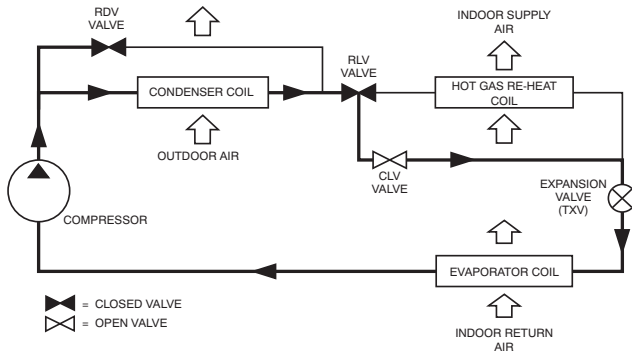 RDV
VALVE
INDOOR SUPPLY
AIR
RLV
VALVE
CONDENSER COIL
HOT GAS RE-HEAT
COIL
OUTDOOR AIR
CLV
VALVE
EXPANSION
VALVE
(TXV)
COMPRESSOR
EVAPORATOR COIL
= CLOSED VALVE
= OPEN VALVE
INDOOR RETURN
AIR